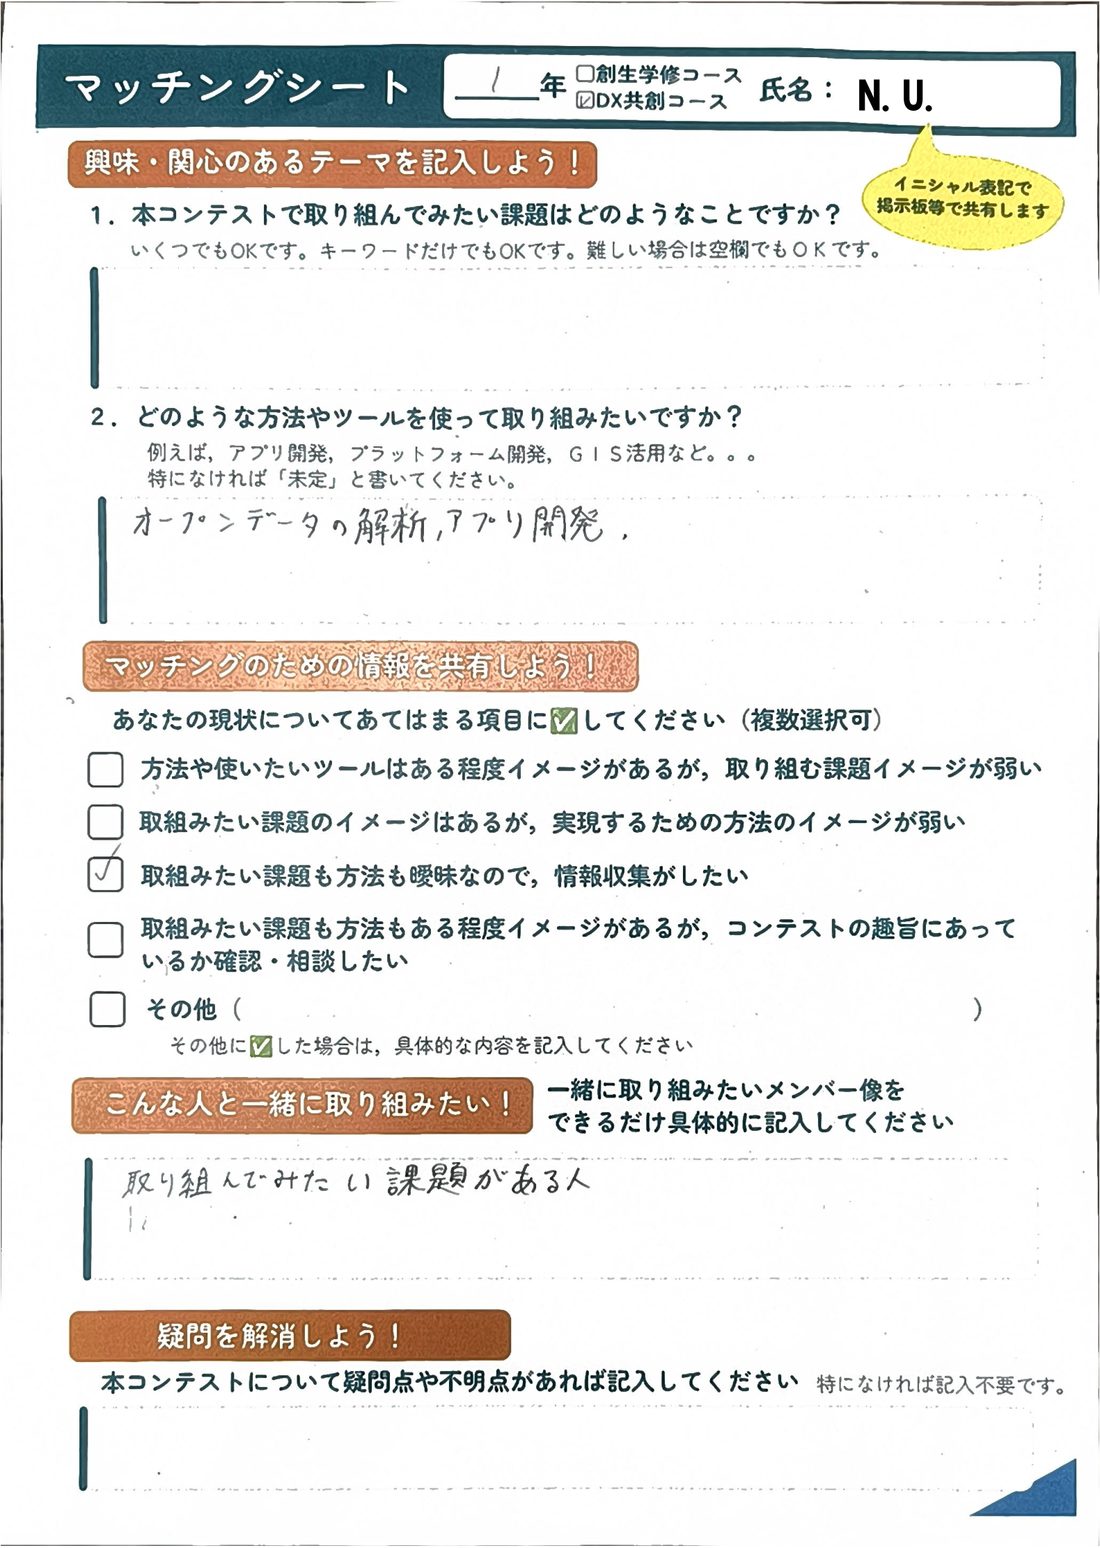 マッチングシート
1年 □創生学修コース 氏名： N. U.
☑DX共創コース
イニシャル表記で
掲示板等で共有します
興味・関心のあるテーマを記入しよう！
１．本コンテストで取り組んでみたい課題はどのようなことですか？
いくつでもOKです。キーワードだけでもOKです。難しい場合は空欄でもＯＫです。
２．どのような方法やツールを使って取り組みたいですか？
例えば，アプリ開発，プラットフォーム開発，ＧＩＳ活用など。。。
特になければ「未定」と書いてください。
オープンデータの解析,アプリ開発.
マッチングのための情報を共有しよう！
あなたの現状についてあてはまる項目に✅してください（複数選択可）
□ 方法や使いたいツールはある程度イメージがあるが，取り組む課題イメージが弱い
□ 取組みたい課題のイメージはあるが，実現するための方法のイメージが弱い
☑ 取組みたい課題も方法も曖昧なので，情報収集がしたい
□ 取組みたい課題も方法もある程度イメージがあるが，コンテストの趣旨にあって
いるか確認・相談したい
□ その他（ ）
その他に✅した場合は，具体的な内容を記入してください
こんな人と一緒に取り組みたい！
一緒に取り組みたいメンバー像を
できるだけ具体的に記入してください
取り組んでみたい課題がある人
疑問を解消しよう！
本コンテストについて疑問点や不明点があれば記入してください 特になければ記入不要です。